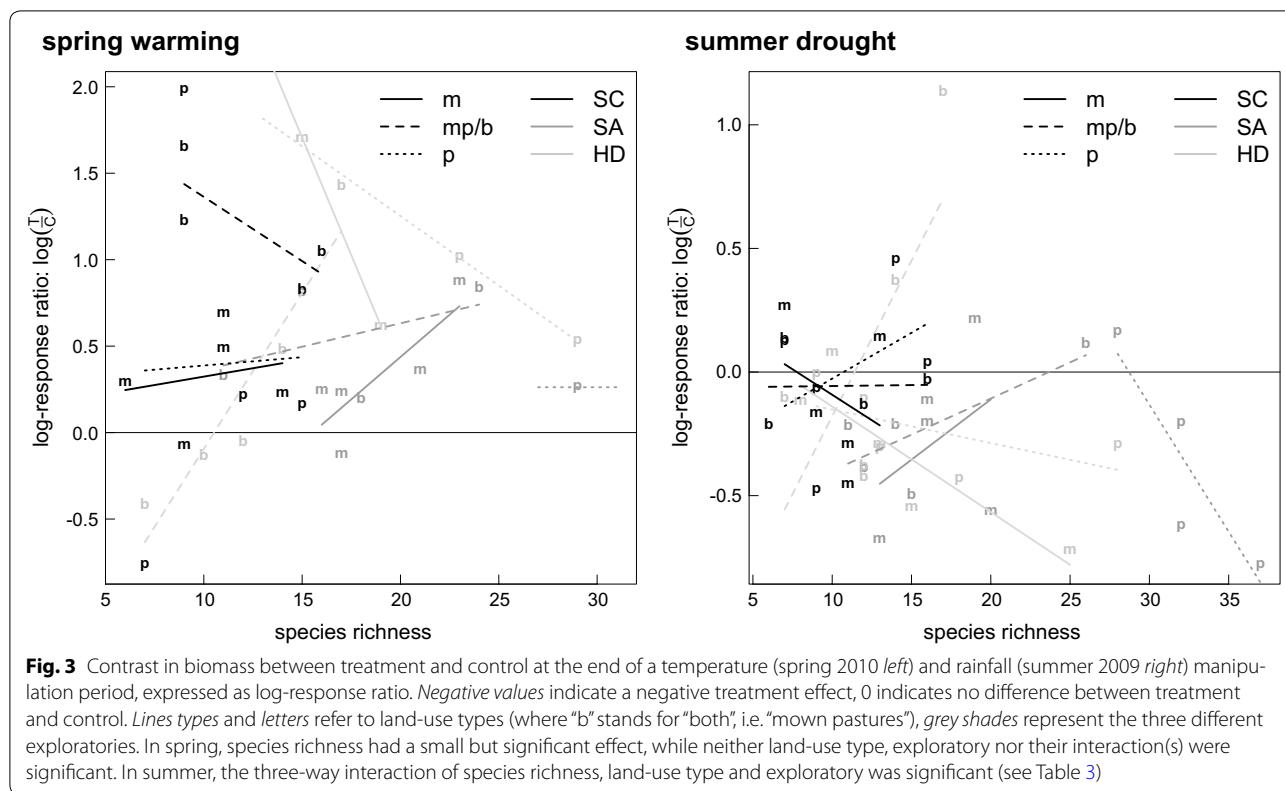 spring warming
summer drought
log-response ratio: log(T/C)
2.0
1.5
1.0
0.5
0.0
-0.5
m
mp/b
p
SC
SA
HD
5 10 15 20 25 30
species richness
log-response ratio: log(T/C)
1.0
0.5
0.0
-0.5
m
mp/b
p
SC
SA
HD
5 10 15 20 25 30 35
species richness
Fig. 3 Contrast in biomass between treatment and control at the end of a temperature (spring 2010 left) and rainfall (summer 2009 right) manipu-
lation period, expressed as log-response ratio. Negative values indicate a negative treatment effect, 0 indicates no difference between treatment
and control. Lines types and letters refer to land-use types (where “b” stands for “both”, i.e. “mown pastures”), grey shades represent the three different
exploratories. In spring, species richness had a small but significant effect, while neither land-use type, exploratory nor their interaction(s) were
significant. In summer, the three-way interaction of species richness, land-use type and exploratory was significant (see Table 3)